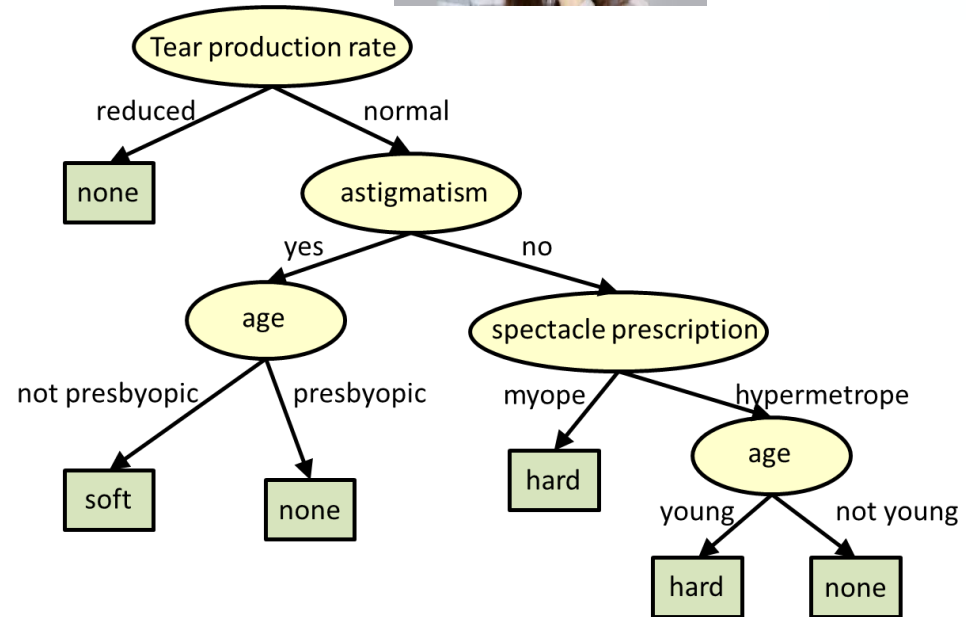 Tear production rate
reduced
normal
none
astigmatism
yes
no
age
spectacle prescription
not presbyopic
presbyopic
myope
hypermetrope
soft
none
hard
age
young
not young
hard
none